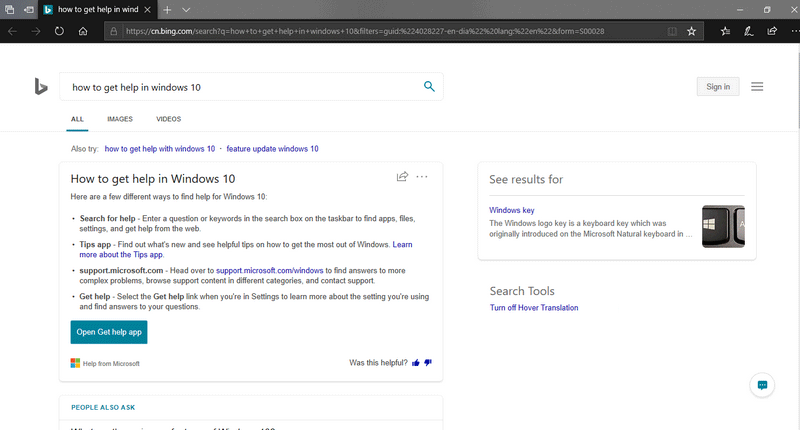 how to get help in wind
https://cn.bing.com/search?q=how+to+get+help+in+windows+10&filters=guid:%224028227-en-dia%22%20lang:%22en%22&form=S00028
how to get help in windows 10
Sign in
ALL IMAGES VIDEOS
Also try: how to get help with windows 10 · feature update windows 10
How to get help in Windows 10
Here are a few different ways to find help for Windows 10:
• Search for help - Enter a question or keywords in the search box on the taskbar to find apps, files,
settings, and get help from the web.
• Tips app - Find out what's new and see helpful tips on how to get the most out of Windows. Learn
more about the Tips app.
• support.microsoft.com - Head over to support.microsoft.com/windows to find answers to more
complex problems, browse support content in different categories, and contact support.
• Get help - Select the Get help link when you're in Settings to learn more about the setting you're using
and find answers to your questions.
Open Get help app
Help from Microsoft
Was this helpful?
PEOPLE ALSO ASK
See results for
Windows key
The Windows logo key is a keyboard key which was
originally introduced on the Microsoft Natural keyboard in ...
A
Search Tools
Turn off Hover Translation